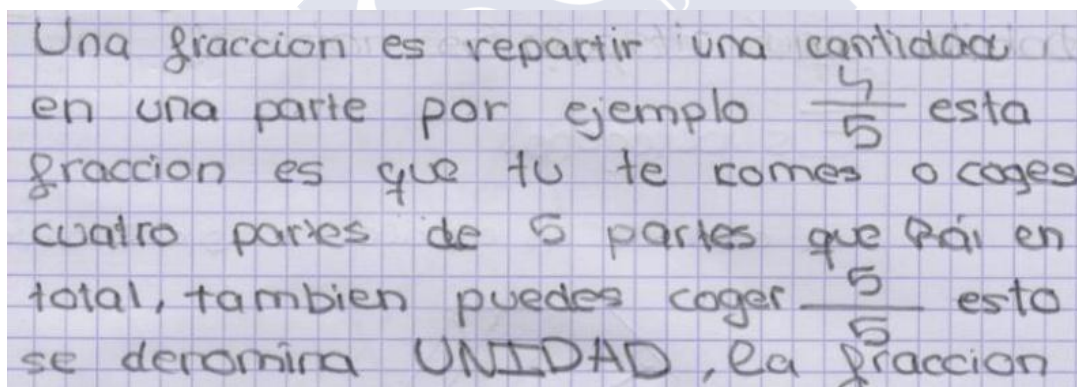 Una fraccion es repartir una cantidad
en una parte por ejemplo 4/5 esta
fraccion es que tu te comes o coges
cuatro partes de 5 partes que hái en
total, tambien puedes coger 5/5 esto
se denomina UNIDAD, la fraccion